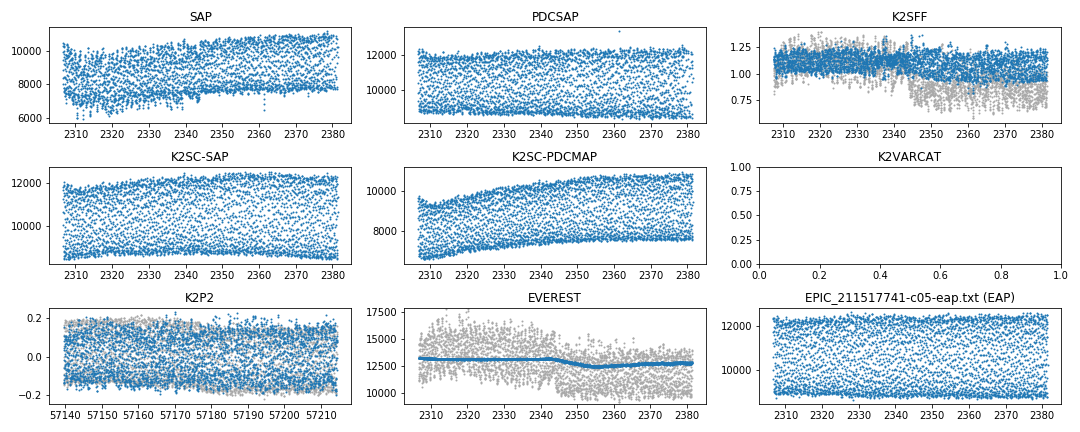 SAP
10000
8000
6000
2310 2320 2330 2340 2350 2360 2370 2380
PDCSAP
12000
10000
2310 2320 2330 2340 2350 2360 2370 2380
K2SFF
1.25
1.00
0.75
2310 2320 2330 2340 2350 2360 2370 2380
K2SC-SAP
12000
10000
2310 2320 2330 2340 2350 2360 2370 2380
K2SC-PDCMAP
10000
8000
2310 2320 2330 2340 2350 2360 2370 2380
K2VARCAT
1.00
0.75
0.50
0.25
0.00
0.0 0.2 0.4 0.6 0.8 1.0
K2P2
0.2
0.0
−0.2
57140 57150 57160 57170 57180 57190 57200 57210
EVEREST
17500
15000
12500
10000
2310 2320 2330 2340 2350 2360 2370 2380
EPIC_211517741-c05-eap.txt (EAP)
12000
10000
2310 2320 2330 2340 2350 2360 2370 2380